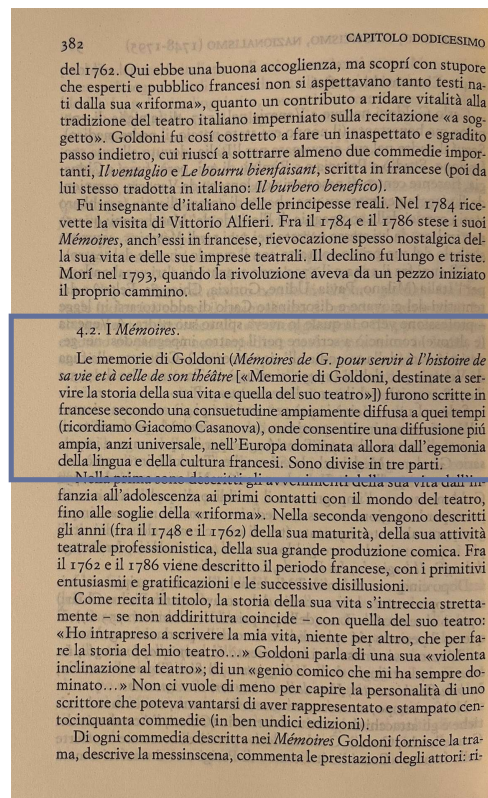 382 CAPITOLO DODICESIMO
del 1762. Qui ebbe una buona accoglienza, ma scoprí con stupore
che esperti e pubblico francesi non si aspettavano tanto testi na-
ti dalla sua «riforma», quanto un contributo a ridare vitalità alla
tradizione del teatro italiano imperniato sulla recitazione «a sog-
getto». Goldoni fu cosí costretto a fare un inaspettato e sgradito
passo indietro, cui riuscí a sottrarre almeno due commedie impor-
tanti, Il ventaglio e Le bourru bienfaisant, scritta in francese (poi da
lui stesso tradotta in italiano: Il burbero benefico).
Fu insegnante d'italiano delle principesse reali. Nel 1784 rice-
vette la visita di Vittorio Alfieri. Fra il 1784 e il 1786 stese i suoi
Mémoires, anch'essi in francese, rievocazione spesso nostalgica del-
la sua vita e delle sue imprese teatrali. Il declino fu lungo e triste.
Morí nel 1793, quando la rivoluzione aveva da un pezzo iniziato
il proprio cammino.
4.2. I Mémoires.
Le memorie di Goldoni (Mémoires de G. pour servir à l'histoire de
sa vie et à celle de son théâtre [«Memorie di Goldoni, destinate a ser-
vire la storia della sua vita e quella del suo teatro»]) furono scritte in
francese secondo una consuetudine ampiamente diffusa a quei tempi
(ricordiamo Giacomo Casanova), onde consentire una diffusione piú
ampia, anzi universale, nell'Europa dominata allora dall'egemonia
della lingua e della cultura francesi. Sono divise in tre parti.
Nella prima sono descritti gli avvenimenti della sua vita dall'in-
fanzia all'adolescenza ai primi contatti con il mondo del teatro,
fino alle soglie della «riforma». Nella seconda vengono descritti
gli anni (fra il 1748 e il 1762) della sua maturità, della sua attività
teatrale professionistica, della sua grande produzione comica. Fra
il 1762 e il 1786 viene descritto il periodo francese, con i primitivi
entusiasmi e gratificazioni e le successive disillusioni.
Come recita il titolo, la storia della sua vita s'intreccia stretta-
mente – se non addirittura coincide – con quella del suo teatro:
«Ho intrapreso a scrivere la mia vita, niente per altro, che per fa-
re la storia del mio teatro...» Goldoni parla di una sua «violenta
inclinazione al teatro»; di un «genio comico che mi ha sempre do-
minato...» Non ci vuole di meno per capire la personalità di uno
scrittore che poteva vantarsi di aver rappresentato e stampato cen-
tocinquanta commedie (in ben undici edizioni).
Di ogni commedia descritta nei Mémoires Goldoni fornisce la tra-
ma, descrive la messinscena, commenta le prestazioni degli attori: ri-